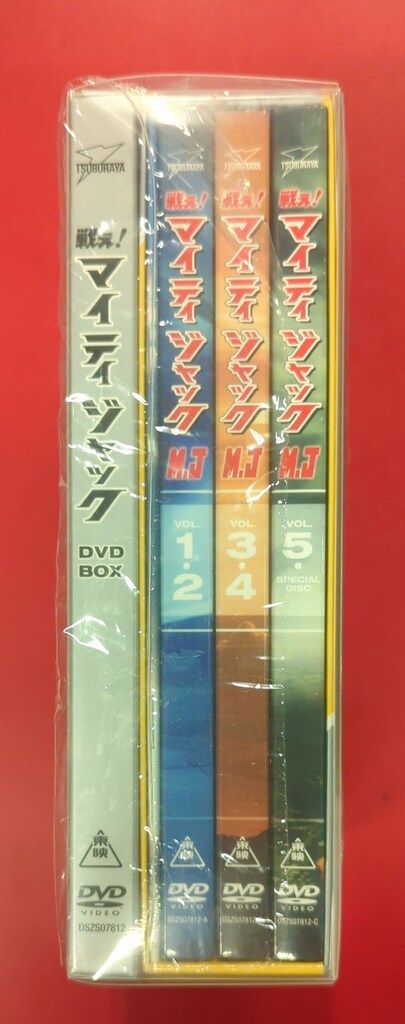 TSUBURAYA
戦え!
マイティジャック
DVD
BOX
東映
DVD
VIDEO
DSZS07812
TSUBURAYA
戦え!
マイティジャック
M.J
VOL.
1・2
東映
DVD
VIDEO
DSZS07812-A
TSUBURAYA
戦え!
マイティジャック
M.J
VOL.
3・4
東映
DVD
VIDEO
TSUBURAYA
戦え!
マイティジャック
M.J
VOL.
5・
SPECIAL
DISC
東映
DVD
VIDEO
DSZS07812-C